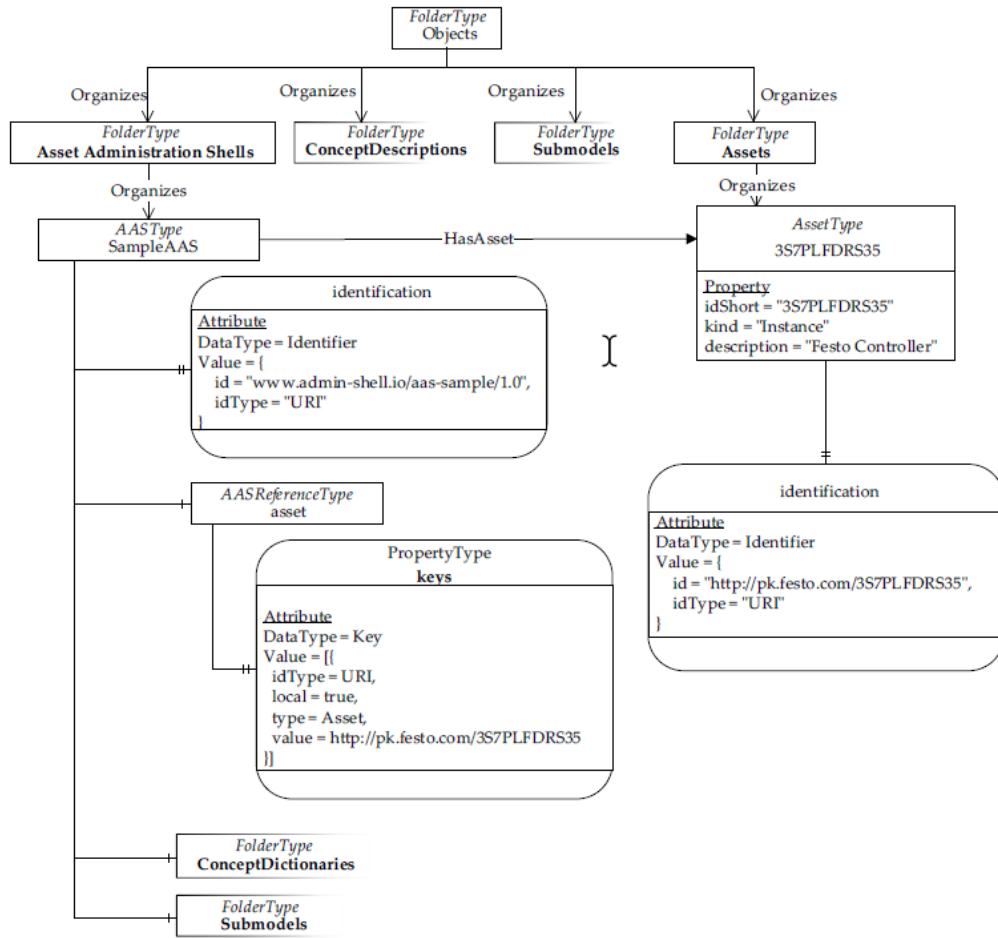 FolderType
Objects
Organizes
Organizes
Organizes
Organizes
FolderType
Asset Administration Shells
FolderType
ConceptDescriptions
FolderType
Submodels
FolderType
Assets
Organizes
Organizes
AASType
SampleAAS
HasAsset
AssetType
3S7PLFDRS35
Property
idShort = "3S7PLFDRS35"
kind = "Instance"
description = "Festo Controller"
identification
Attribute
DataType = Identifier
Value = {
id = "www.admin-shell.io/aas-sample/1.0",
idType = "URI"
}
AASReferenceType
asset
identification
Attribute
DataType = Identifier
Value = {
id = "http://pk.festo.com/3S7PLFDRS35",
idType = "URI"
}
PropertyType
keys
Attribute
DataType = Key
Value = [{
idType = URI,
local = true,
type = Asset,
value = http://pk.festo.com/3S7PLFDRS35
}]
FolderType
ConceptDictionaries
FolderType
Submodels